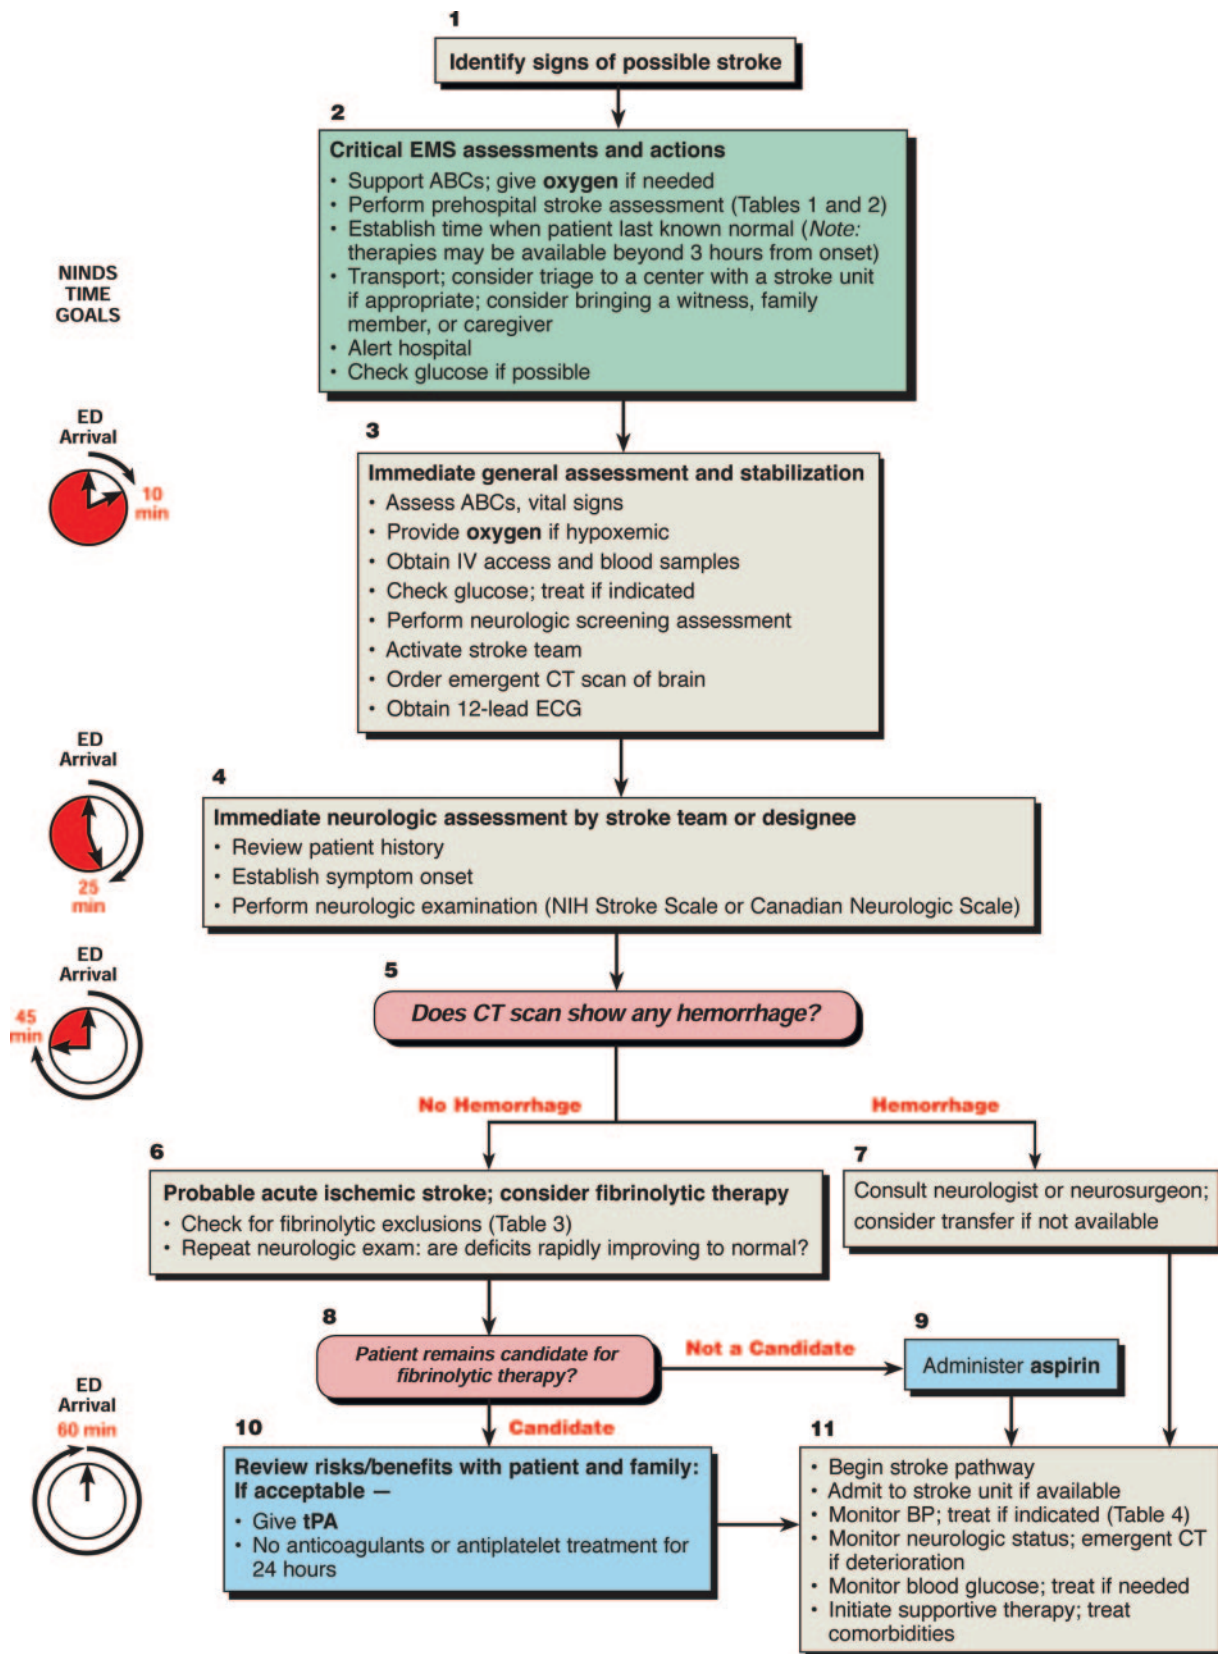 1
Identify signs of possible stroke
2
Critical EMS assessments and actions
• Support ABCs; give oxygen if needed
• Perform prehospital stroke assessment (Tables 1 and 2)
• Establish time when patient last known normal (Note:
therapies may be available beyond 3 hours from onset)
• Transport; consider triage to a center with a stroke unit
if appropriate; consider bringing a witness, family
member, or caregiver
• Alert hospital
• Check glucose if possible
NINDS
TIME
GOALS
ED
Arrival
10
min
3
Immediate general assessment and stabilization
• Assess ABCs, vital signs
• Provide oxygen if hypoxemic
• Obtain IV access and blood samples
• Check glucose; treat if indicated
• Perform neurologic screening assessment
• Activate stroke team
• Order emergent CT scan of brain
• Obtain 12-lead ECG
ED
Arrival
25
min
4
Immediate neurologic assessment by stroke team or designee
• Review patient history
• Establish symptom onset
• Perform neurologic examination (NIH Stroke Scale or Canadian Neurologic Scale)
ED
Arrival
45
min
5
Does CT scan show any hemorrhage?
No Hemorrhage
Hemorrhage
6
Probable acute ischemic stroke; consider fibrinolytic therapy
• Check for fibrinolytic exclusions (Table 3)
• Repeat neurologic exam: are deficits rapidly improving to normal?
7
Consult neurologist or neurosurgeon;
consider transfer if not available
8
Patient remains candidate for
fibrinolytic therapy?
Not a Candidate
9
Administer aspirin
Candidate
ED
Arrival
60 min
10
Review risks/benefits with patient and family:
If acceptable —
• Give tPA
• No anticoagulants or antiplatelet treatment for
24 hours
11
• Begin stroke pathway
• Admit to stroke unit if available
• Monitor BP; treat if indicated (Table 4)
• Monitor neurologic status; emergent CT
if deterioration
• Monitor blood glucose; treat if needed
• Initiate supportive therapy; treat
comorbidities